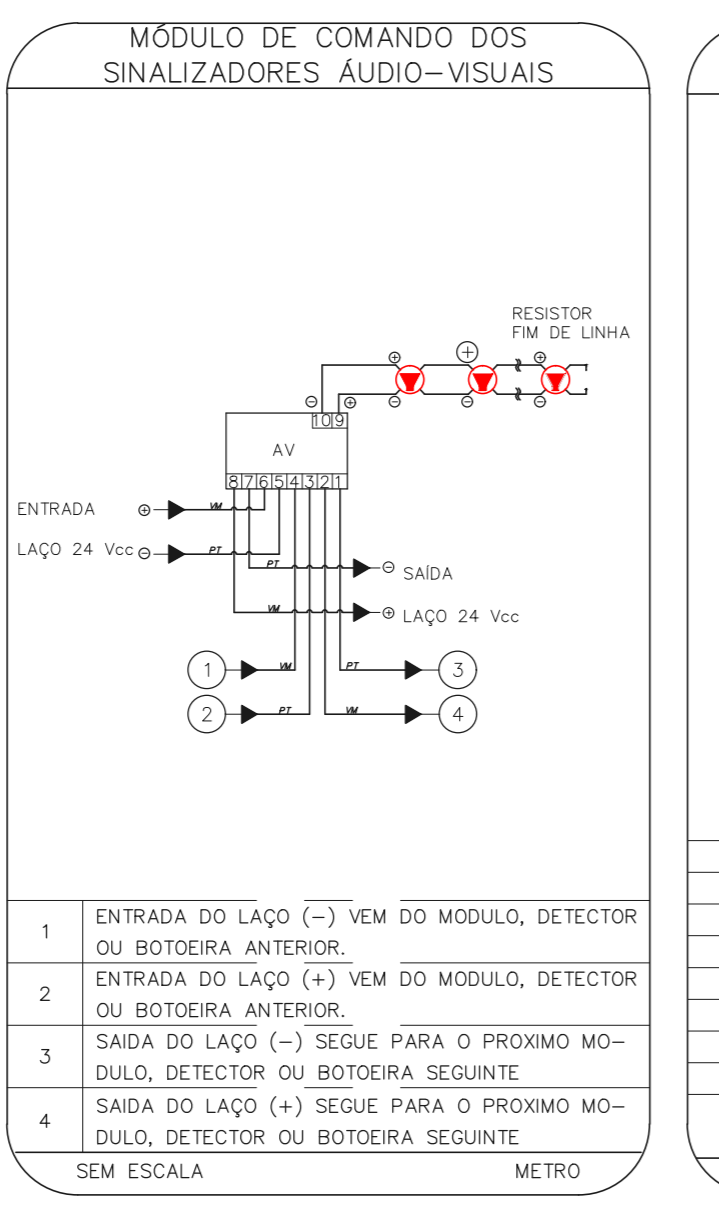 MÓDULO DE COMANDO DOS
SINALIZADORES ÁUDIO-VISUAIS
RESISTOR
FIM DE LINHA
⊕ ⊕ ⊕
⊖ ⊖ ⊖
⊖ ⊕
10 9
AV
8 7 6 5 4 3 2 1
ENTRADA ⊕ VM
LAÇO 24 Vcc ⊖ PT
PT ⊖ SAÍDA
VM ⊕ LAÇO 24 Vcc
1 VM PT 3
2 PT VM 4
1 ENTRADA DO LAÇO (-) VEM DO MODULO, DETECTOR
OU BOTOEIRA ANTERIOR.
2 ENTRADA DO LAÇO (+) VEM DO MODULO, DETECTOR
OU BOTOEIRA ANTERIOR.
3 SAIDA DO LAÇO (-) SEGUE PARA O PROXIMO MO-
DULO, DETECTOR OU BOTOEIRA SEGUINTE
4 SAIDA DO LAÇO (+) SEGUE PARA O PROXIMO MO-
DULO, DETECTOR OU BOTOEIRA SEGUINTE
SEM ESCALA METRO